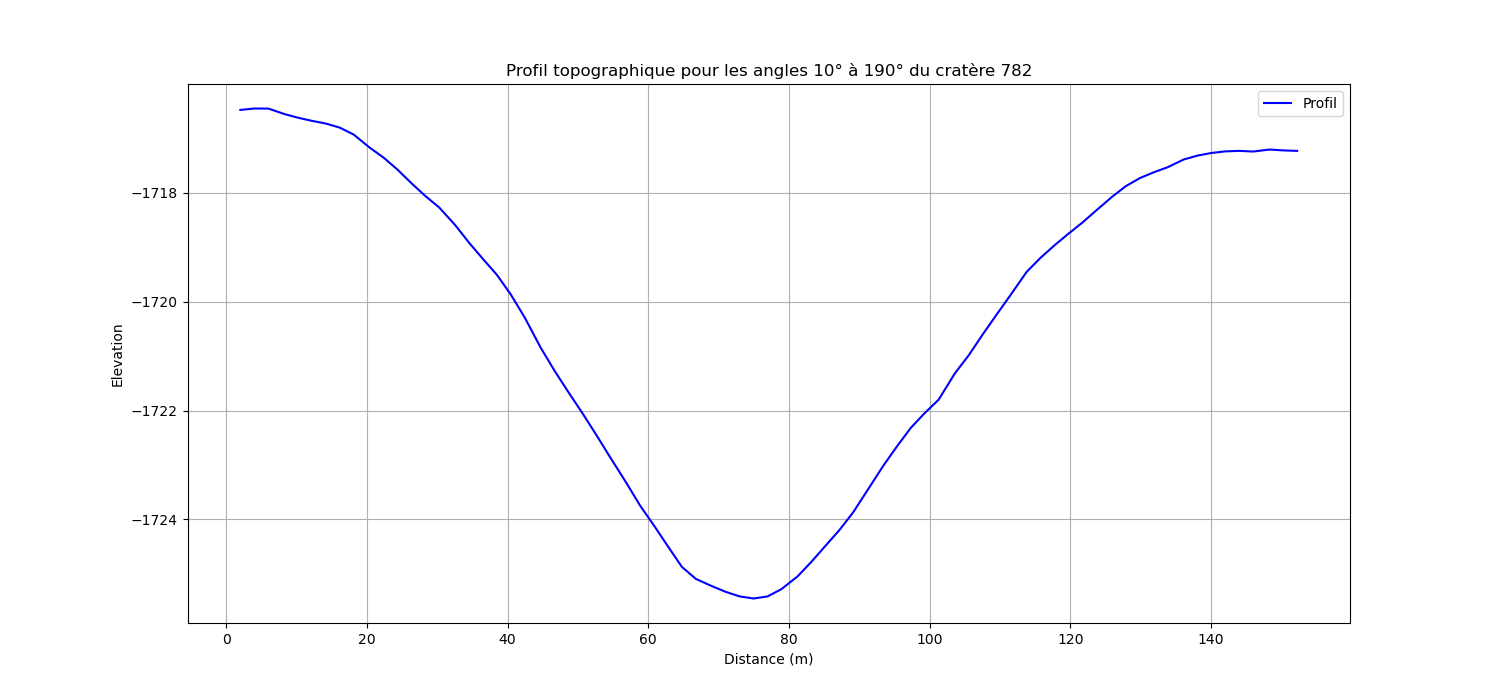 Profil topographique pour les angles 10° à 190° du cratère 782
Profil
Elevation
−1718
−1720
−1722
−1724
0 20 40 60 80 100 120 140
Distance (m)